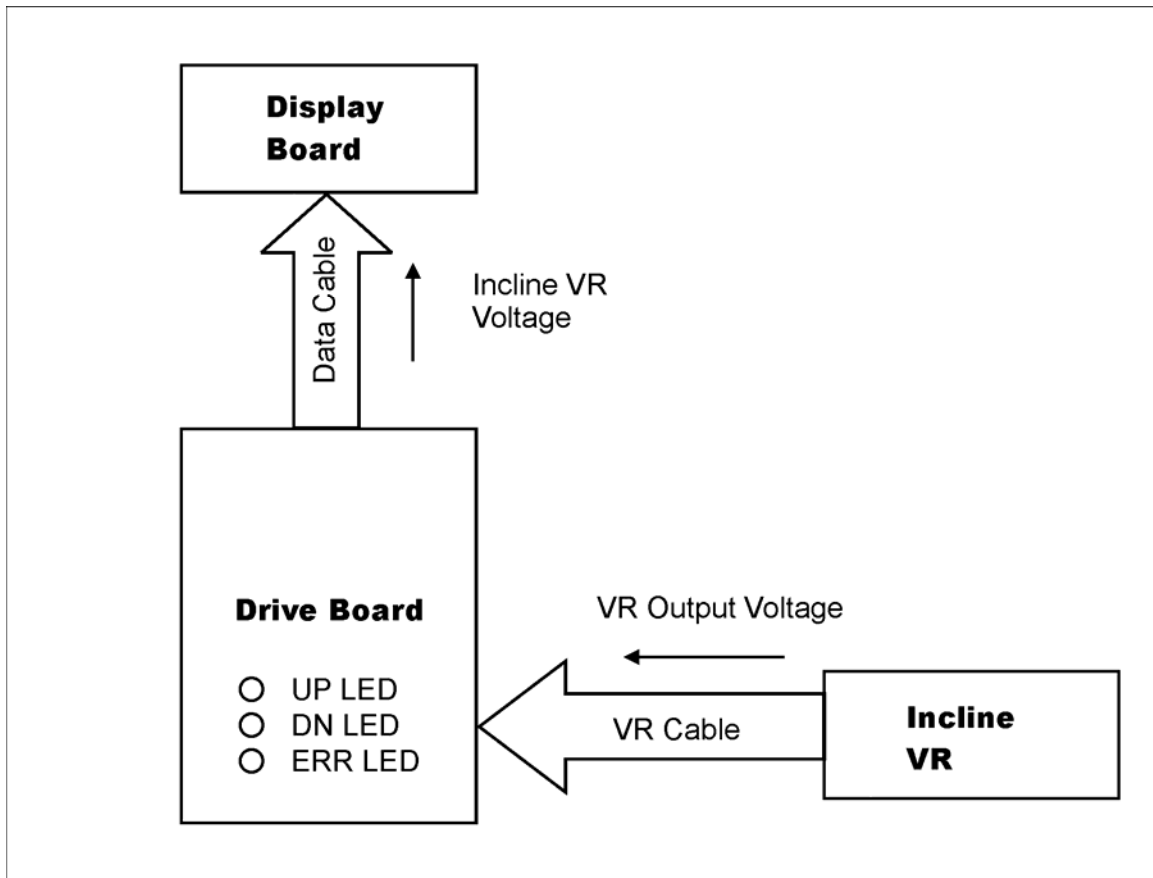 Display
Board
Data Cable
Incline VR
Voltage
Drive Board
UP LED
DN LED
ERR LED
VR Output Voltage
VR Cable
Incline
VR